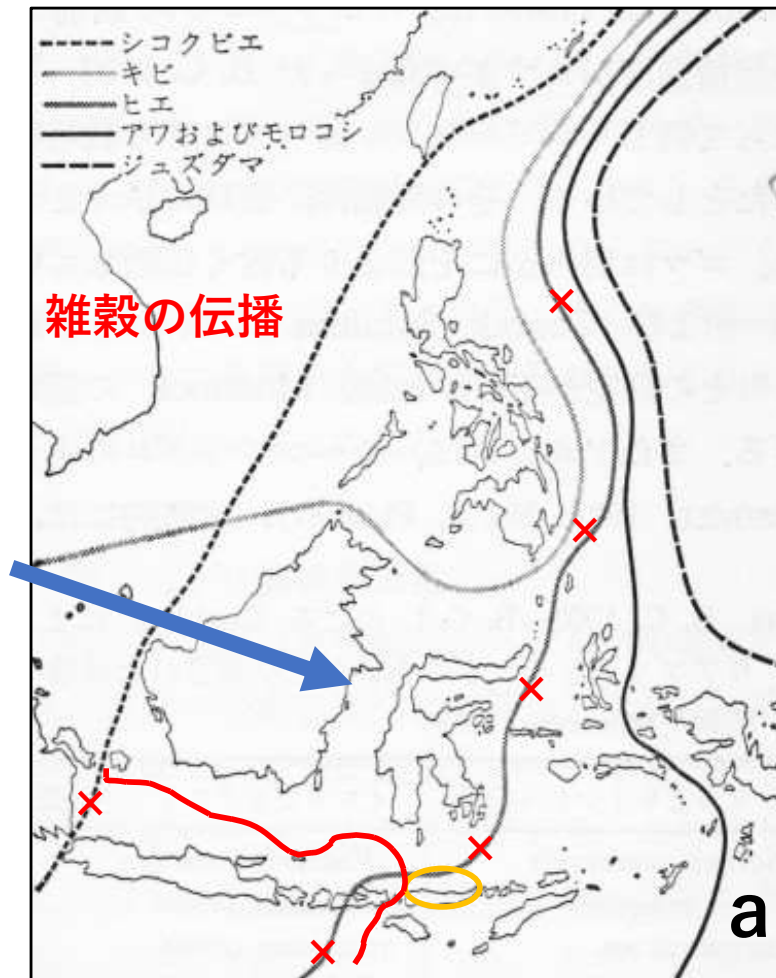 シコクビエ
キビ
ヒエ
アワおよびモロコシ
ジュズダマ
雑穀の伝播
a